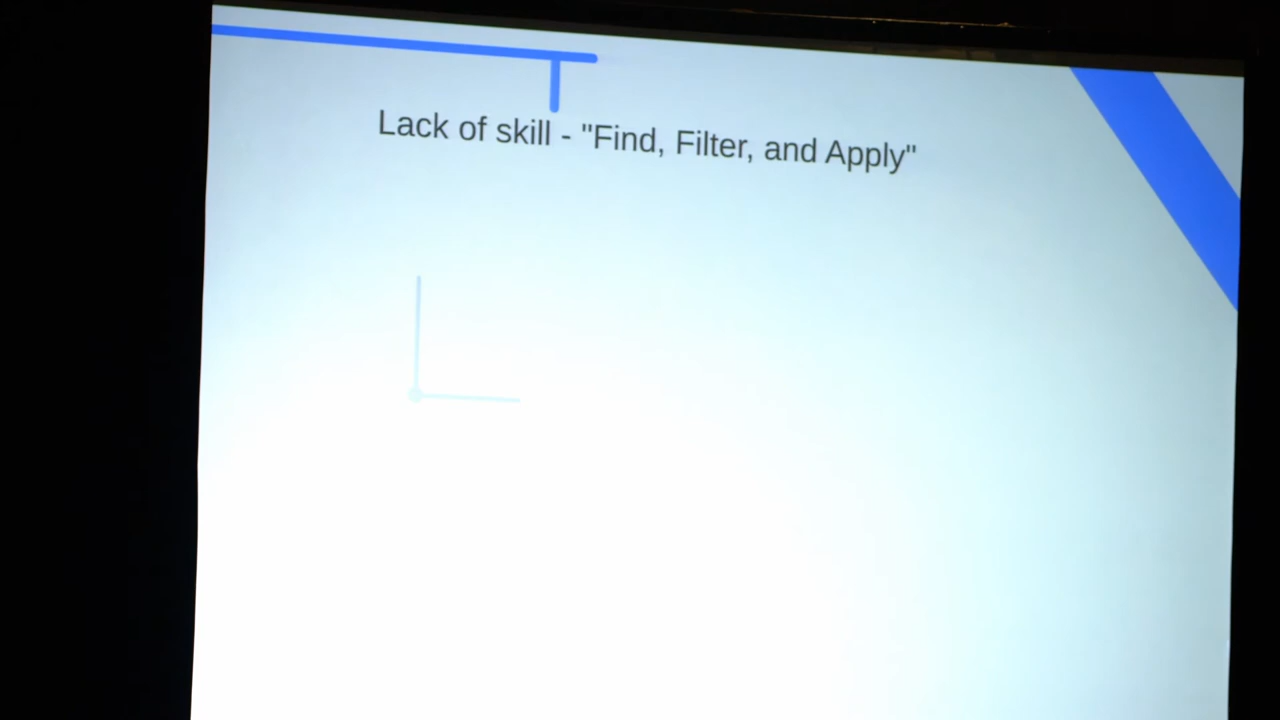 Lack of skill - "Find, Filter, and Apply"